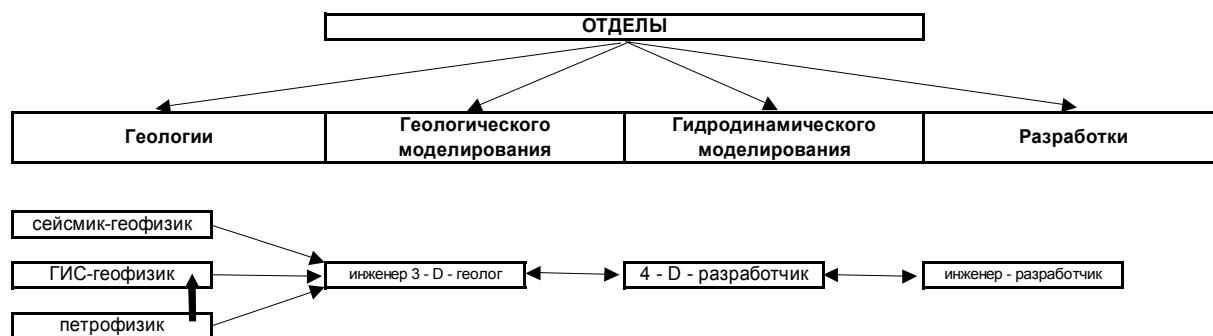 ОТДЕЛЫ
Геологии
Геологического
моделирования
Гидродинамического
моделирования
Разработки
сейсмик-геофизик
ГИС-геофизик
инженер 3 - D - геолог
4 - D - разработчик
инженер - разработчик
петрофизик